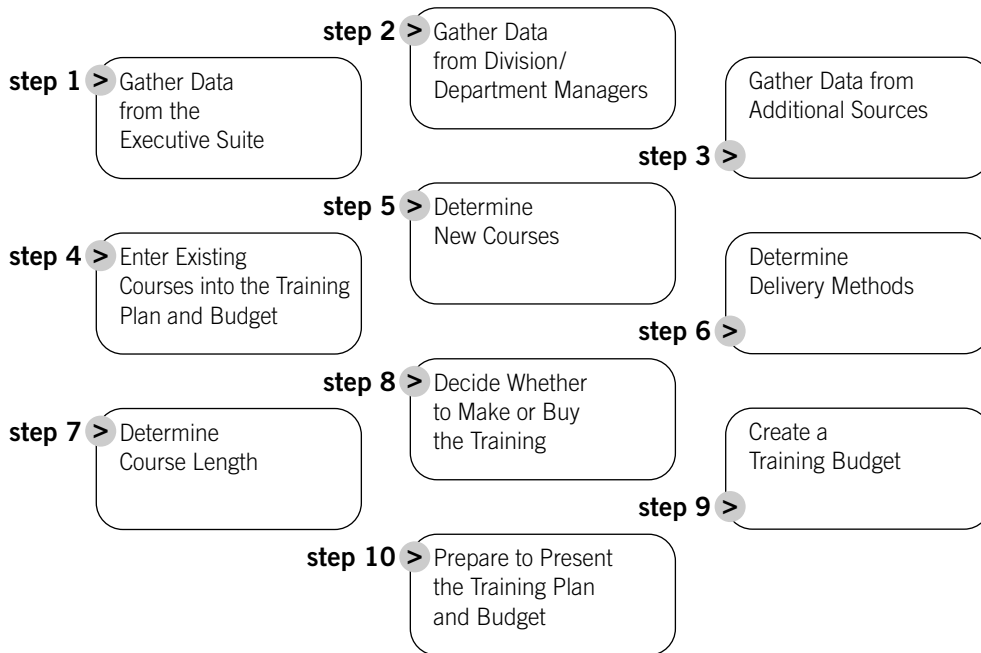 step 1 > Gather Data
from the
Executive Suite
step 2 > Gather Data
from Division/
Department Managers
Gather Data from
Additional Sources
step 3 >
step 4 > Enter Existing
Courses into the Training
Plan and Budget
step 5 > Determine
New Courses
Determine
Delivery Methods
step 6 >
step 7 > Determine
Course Length
step 8 > Decide Whether
to Make or Buy
the Training
Create a
Training Budget
step 9 >
step 10 > Prepare to Present
the Training Plan
and Budget